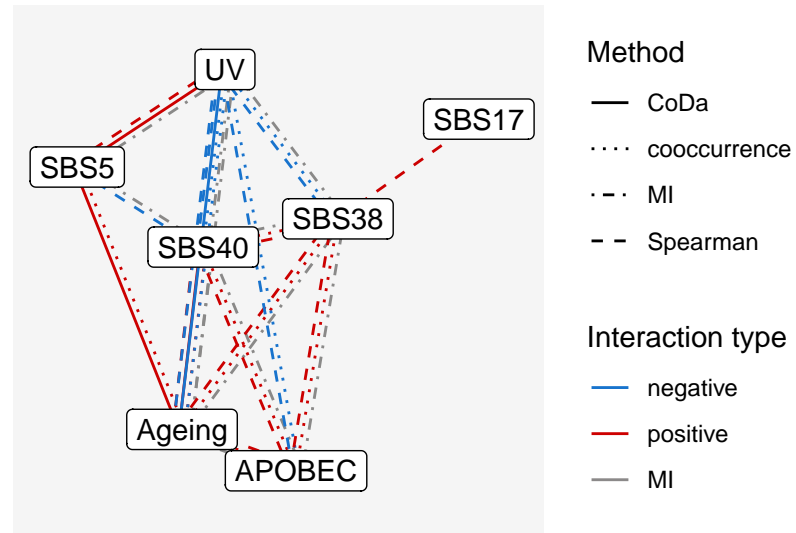 UV
SBS17
SBS5
SBS38
SBS40
Ageing
APOBEC
Method
CoDa
cooccurrence
MI
Spearman
Interaction type
negative
positive
MI